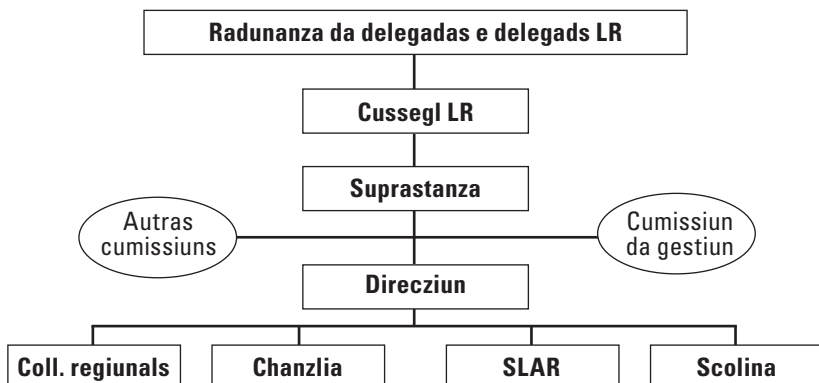 Radunanza da delegadas e delegads LR
Cussegl LR
Suprastanza
Autras
cumissiuns
Cumissiun
da gestiun
Direcziun
Coll. regiunals
Chanzlia
SLAR
Scolina